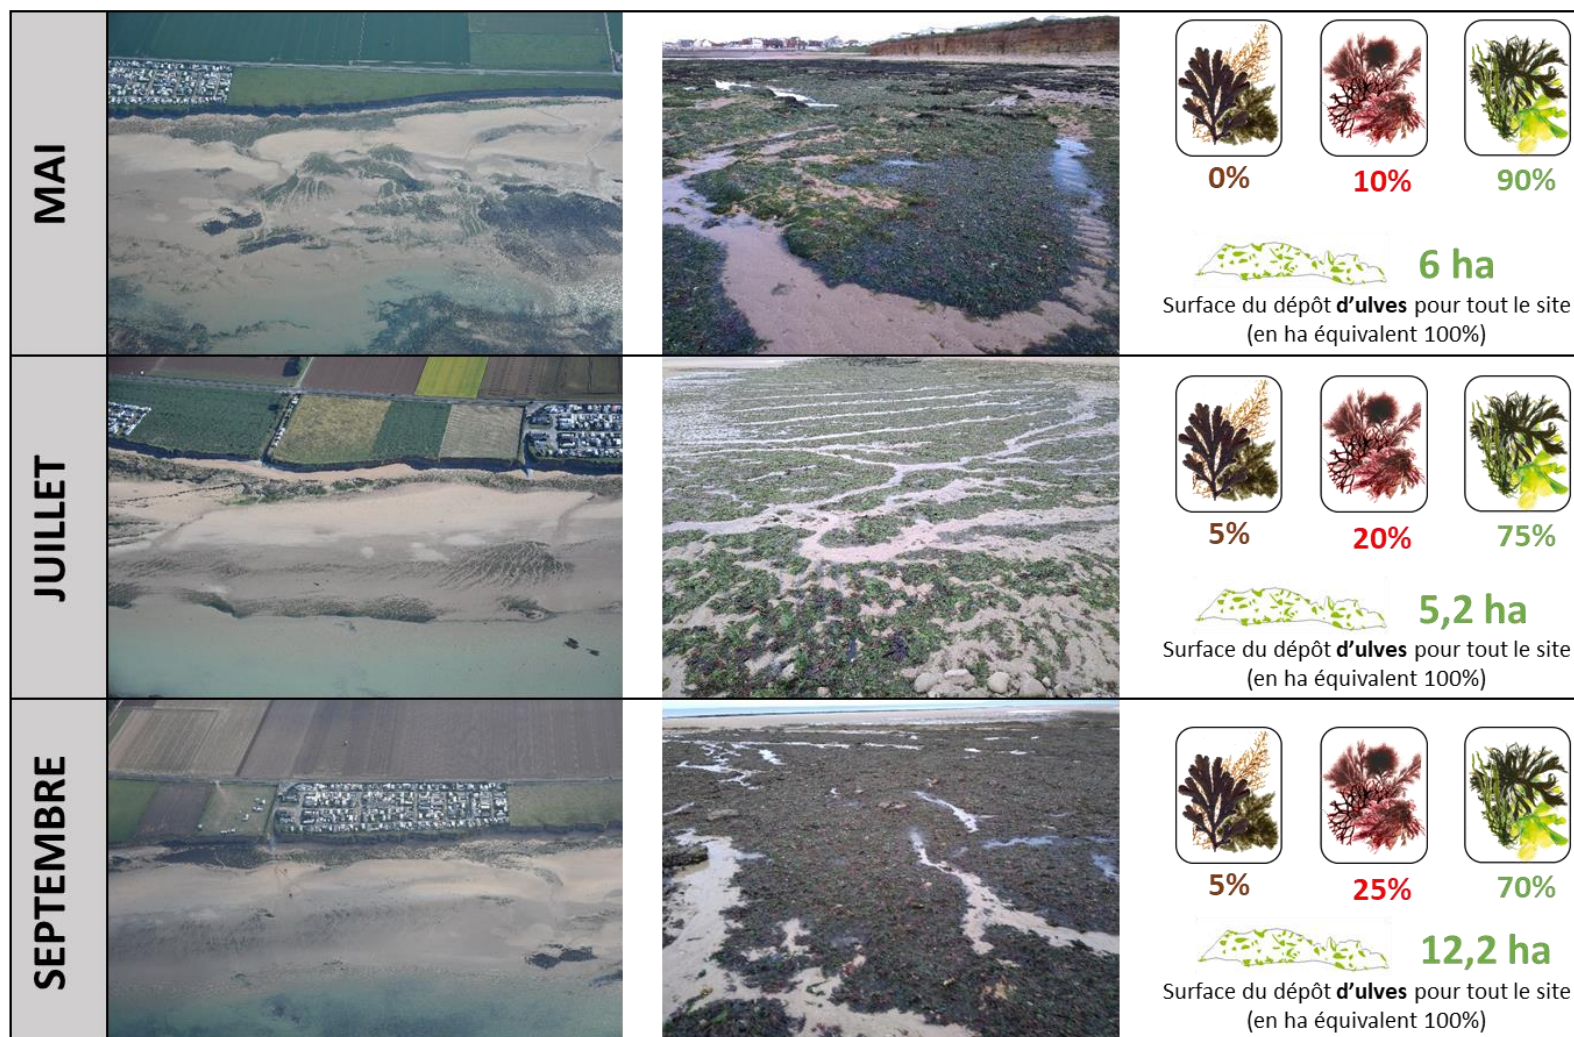 MAI
0%
10%
90%
6 ha
Surface du dépôt d'ulves pour tout le site
(en ha équivalent 100%)
JUILLET
5%
20%
75%
5,2 ha
Surface du dépôt d'ulves pour tout le site
(en ha équivalent 100%)
SEPTEMBRE
5%
25%
70%
12,2 ha
Surface du dépôt d'ulves pour tout le site
(en ha équivalent 100%)